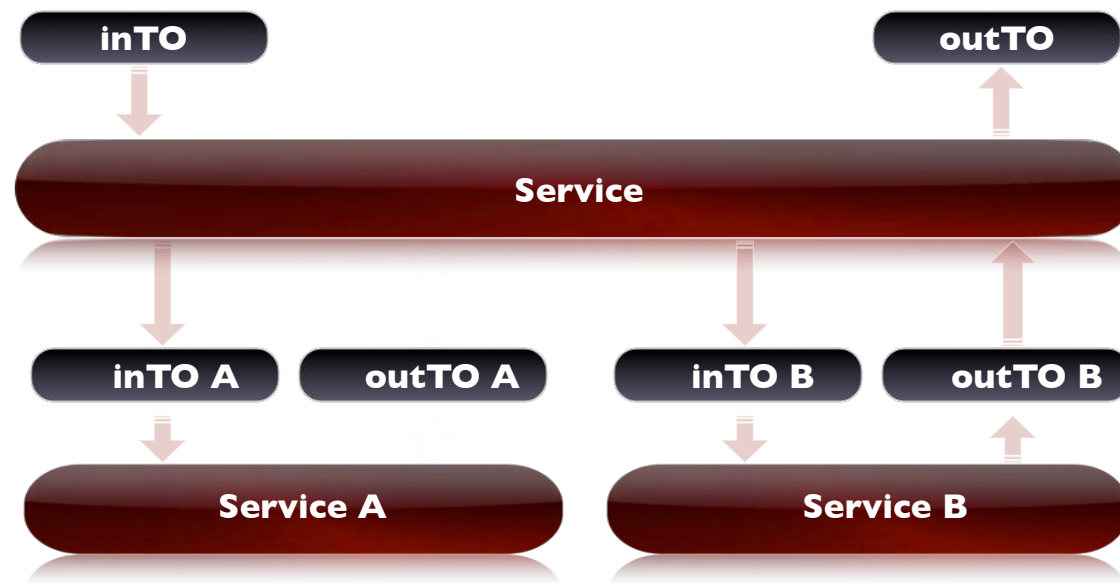 inTO
outTO
Service
inTO A
outTO A
inTO B
outTO B
Service A
Service B